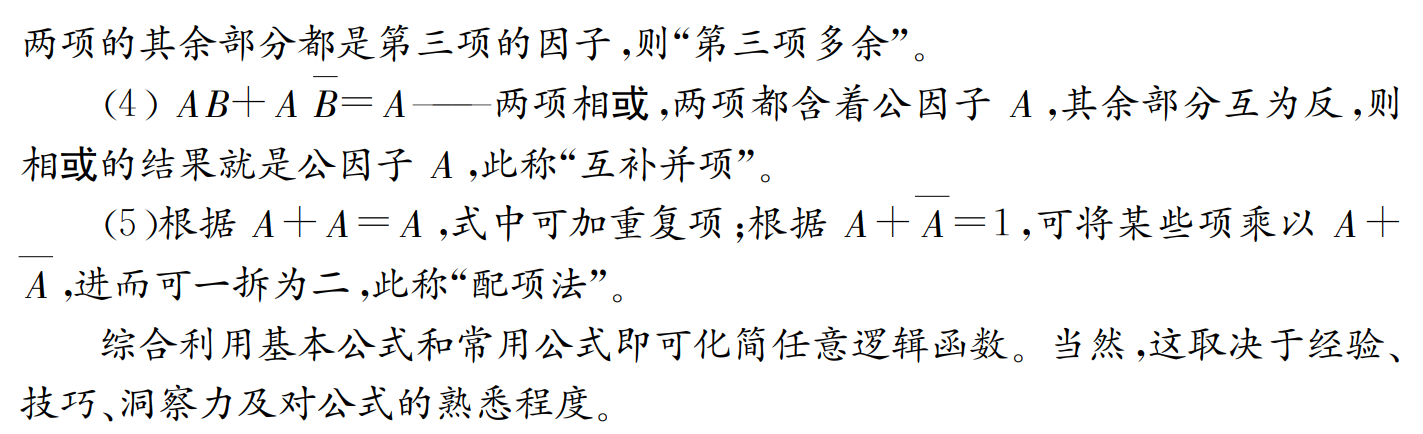 两项的其余部分都是第三项的因子,则“第三项多余”。
(4) AB+A B̅=A——两项相或,两项都含着公因子 A,其余部分互为反,则
相或的结果就是公因子 A,此称“互补并项”。
(5)根据 A+A=A,式中可加重复项;根据 A+A̅=1,可将某些项乘以 A+
A̅,进而可一拆为二,此称“配项法”。
综合利用基本公式和常用公式即可化简任意逻辑函数。当然,这取决于经验、
技巧、洞察力及对公式的熟悉程度。